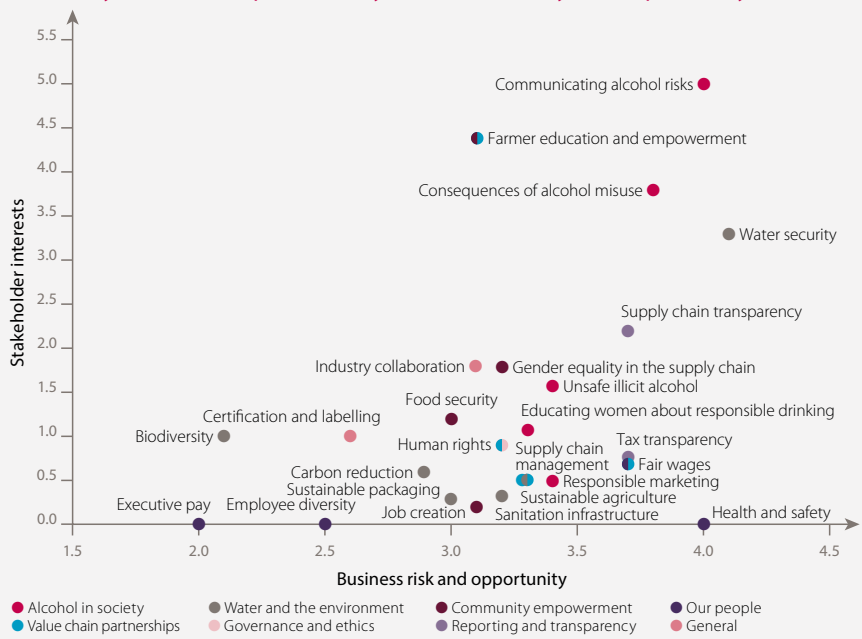 5.5
5.0
4.5
4.0
3.5
3.0
2.5
2.0
1.5
1.0
0.5
0.0
Stakeholder interests
Communicating alcohol risks
Farmer education and empowerment
Consequences of alcohol misuse
Water security
Supply chain transparency
Industry collaboration
Gender equality in the supply chain
Unsafe illicit alcohol
Food security
Educating women about responsible drinking
Certification and labelling
Biodiversity
Human rights
Supply chain
management
Tax transparency
Fair wages
Carbon reduction
Responsible marketing
Sustainable packaging
Sustainable agriculture
Executive pay
Employee diversity
Job creation
Sanitation infrastructure
Health and safety
1.5
2.0
2.5
3.0
3.5
4.0
4.5
Business risk and opportunity
Alcohol in society
Water and the environment
Community empowerment
Our people
Value chain partnerships
Governance and ethics
Reporting and transparency
General